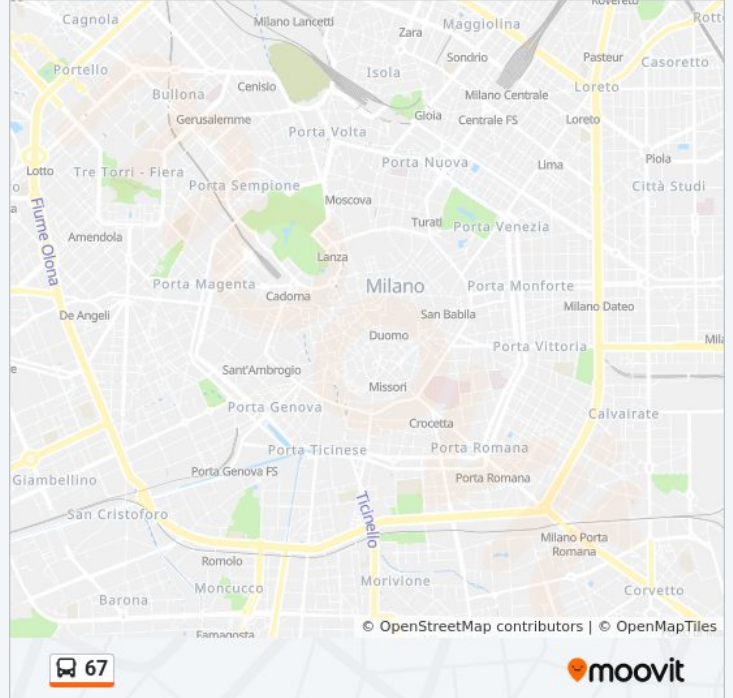 Rovereto
Cagnola
Milano Lancetti
Zara
Maggiolina
Rott
Sondrio
Pasteur
Casoretto
Portello
Isola
Bullona
Cenisio
Milano Centrale
Loreto
Gerusalemme
Gioia
Centrale FS
Loreto
Porta Volta
Lotto
Tre Torri - Fiera
Porta Nuova
Lima
Piola
Porta Sempione
Città Studi
o
a
Moscova
Fiume Olona
Turati
Porta Venezia
Amendola
Lanza
Porta Magenta
Cadorna
Milano
Porta Monforte
De Angeli
San Babila
Milano Dateo
Duomo
Porta Vittoria
Mila
e
Sant'Ambrogio
Missori
Porta Genova
Crocetta
Calvairate
Porta Ticinese
Porta Romana
Giambellino
Porta Genova FS
Porta Romana
San Cristoforo
Ticinello
Milano Porta
Romana
Romolo
Morivione
Moncucco
Corvetto
Barona
Famagosta
© OpenStreetMap contributors | © OpenMapTiles
67
moovit